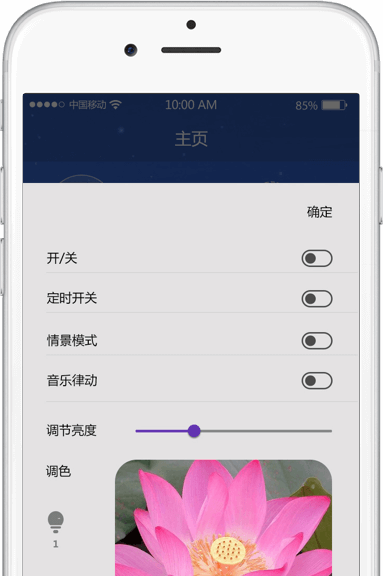 中国移动 10:00 AM 85%
主页
确定
开/关
定时开关
情景模式
音乐律动
调节亮度
调色
1